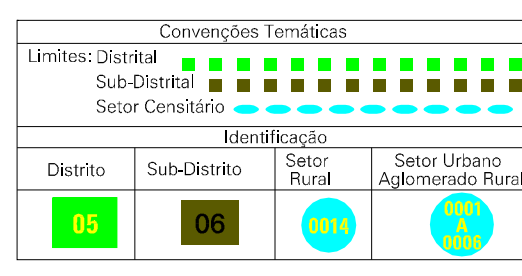 Convenções Temáticas
Limites: Distrital
Sub-Distrital
Setor Censitário
Identificação
Distrito
Sub-Distrito
Setor
Rural
Setor Urbano
Aglomerado Rural
05
06
0014
0001
A
0006